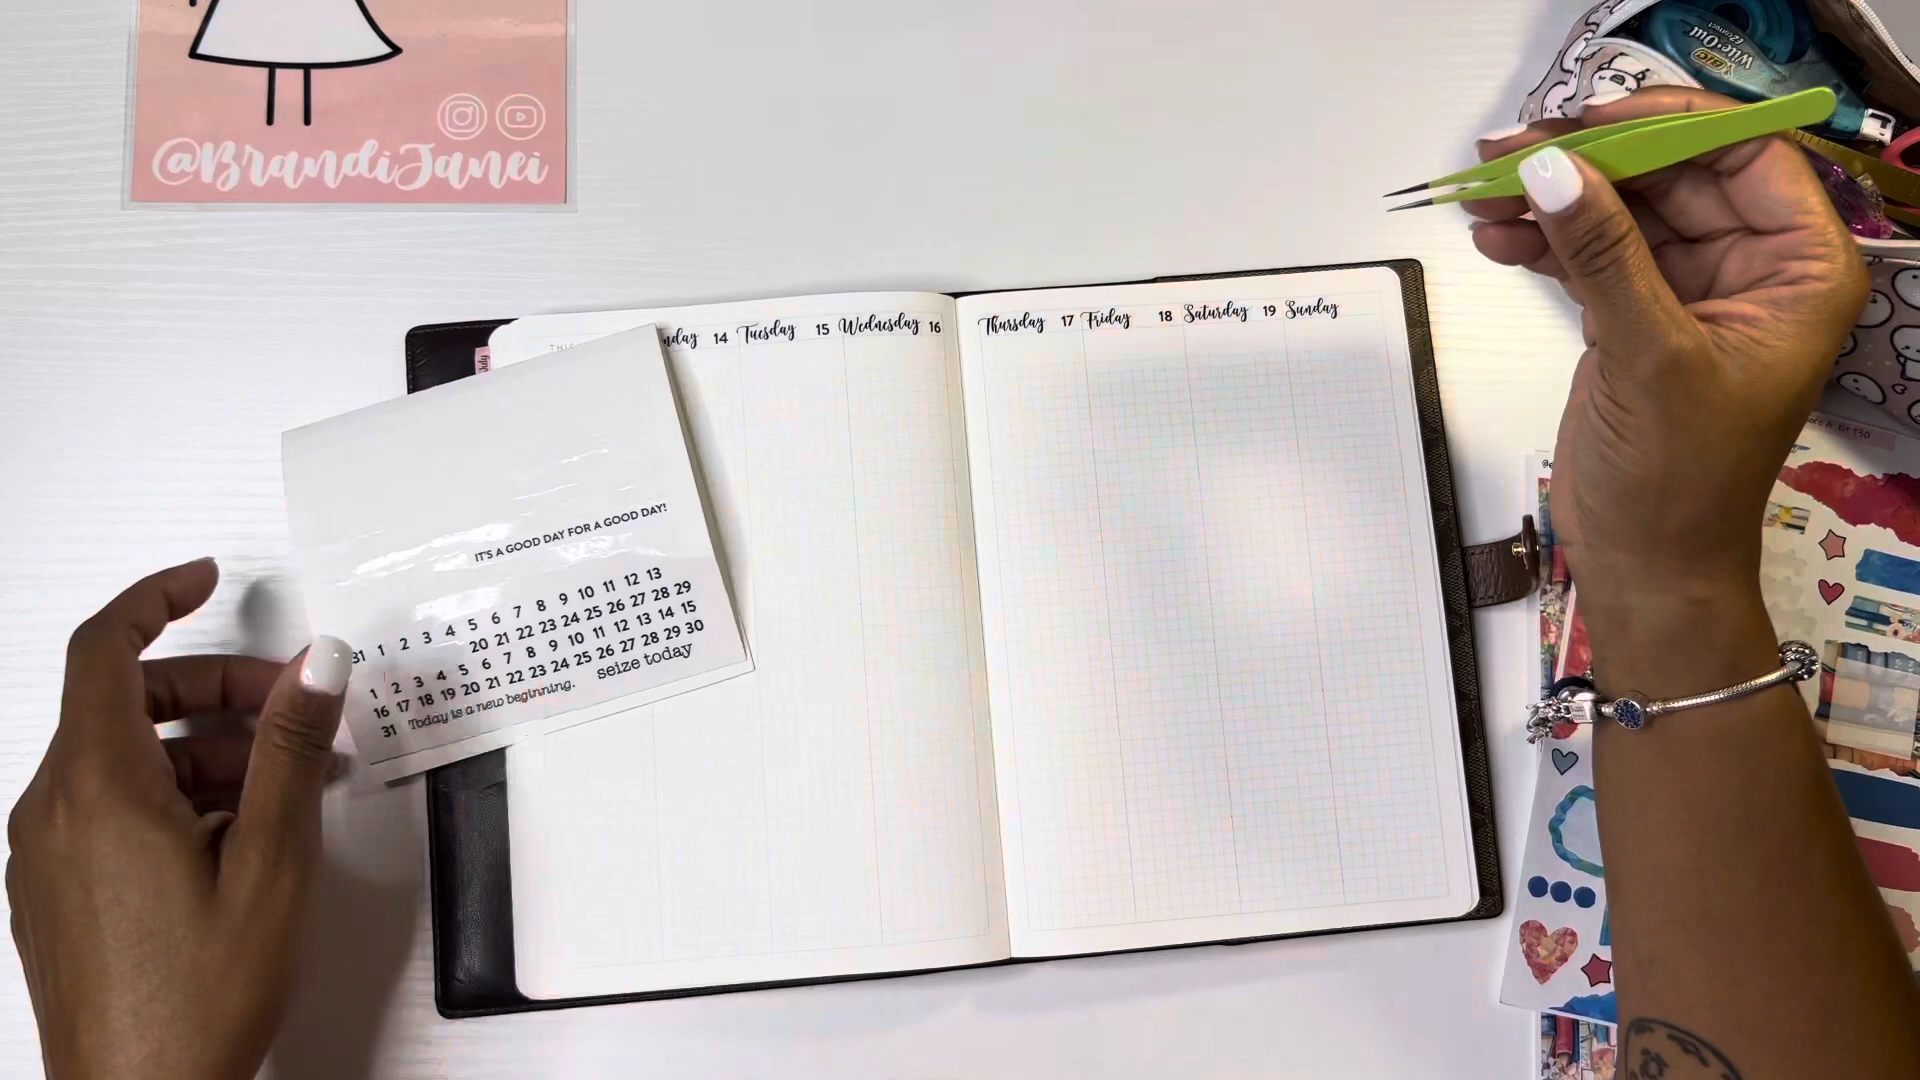 @BrandiJanei
BIC
Wite·Out
July
nday 14 Tuesday 15 Wednesday 16
Thursday 17 Friday 18 Saturday 19 Sunday
IT'S A GOOD DAY FOR A GOOD DAY!
31 1 2 3 4 5 6 7 8 9 10 11 12 13
20 21 22 23 24 25 26 27 28 29
1 2 3 4 5 6 7 8 9 10 11 12 13 14 15
16 17 18 19 20 21 22 23 24 25 26 27 28 29 30
31 Today is a new beginning. seize today
Kit 130